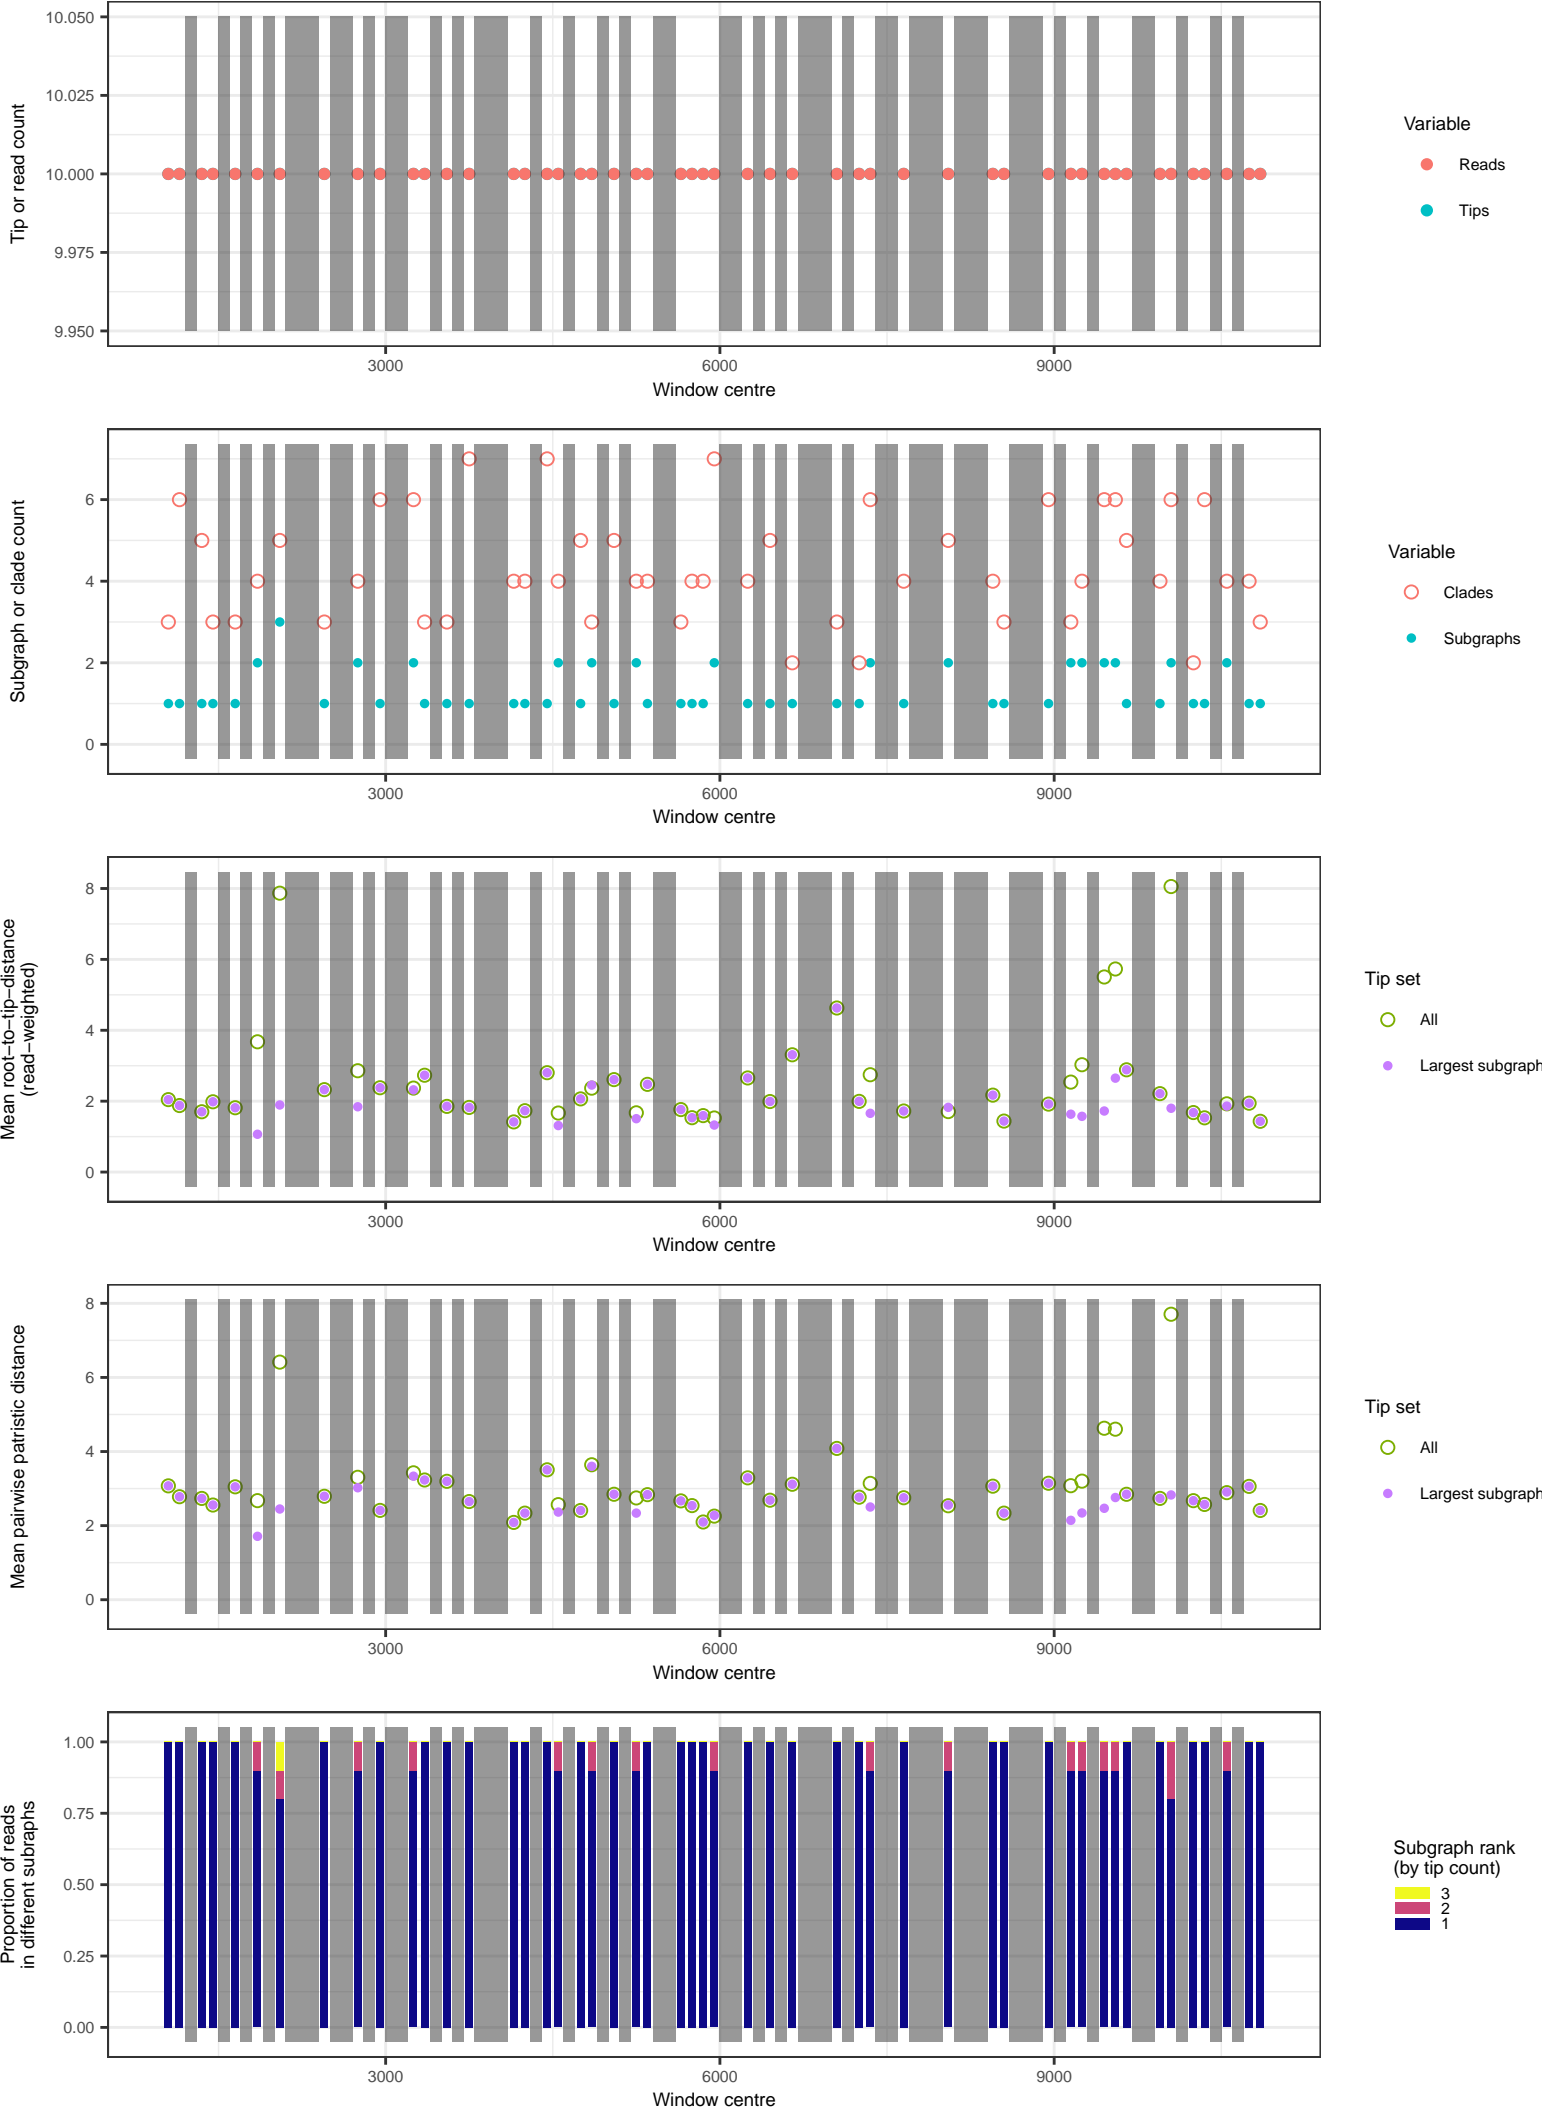 10.050
10.025
10.000
9.975
9.950
Tip or read count
3000 6000 9000
Window centre
Variable
Reads
Tips
6
4
2
0
Subgraph or clade count
3000 6000 9000
Window centre
Variable
Clades
Subgraphs
8
6
4
2
0
Mean root−to−tip−distance
(read−weighted)
3000 6000 9000
Window centre
Tip set
All
Largest subgraph
8
6
4
2
0
Mean pairwise patristic distance
3000 6000 9000
Window centre
Tip set
All
Largest subgraph
1.00
0.75
0.50
0.25
0.00
Proportion of reads
in different subraphs
3000 6000 9000
Window centre
Subgraph rank
(by tip count)
3
2
1